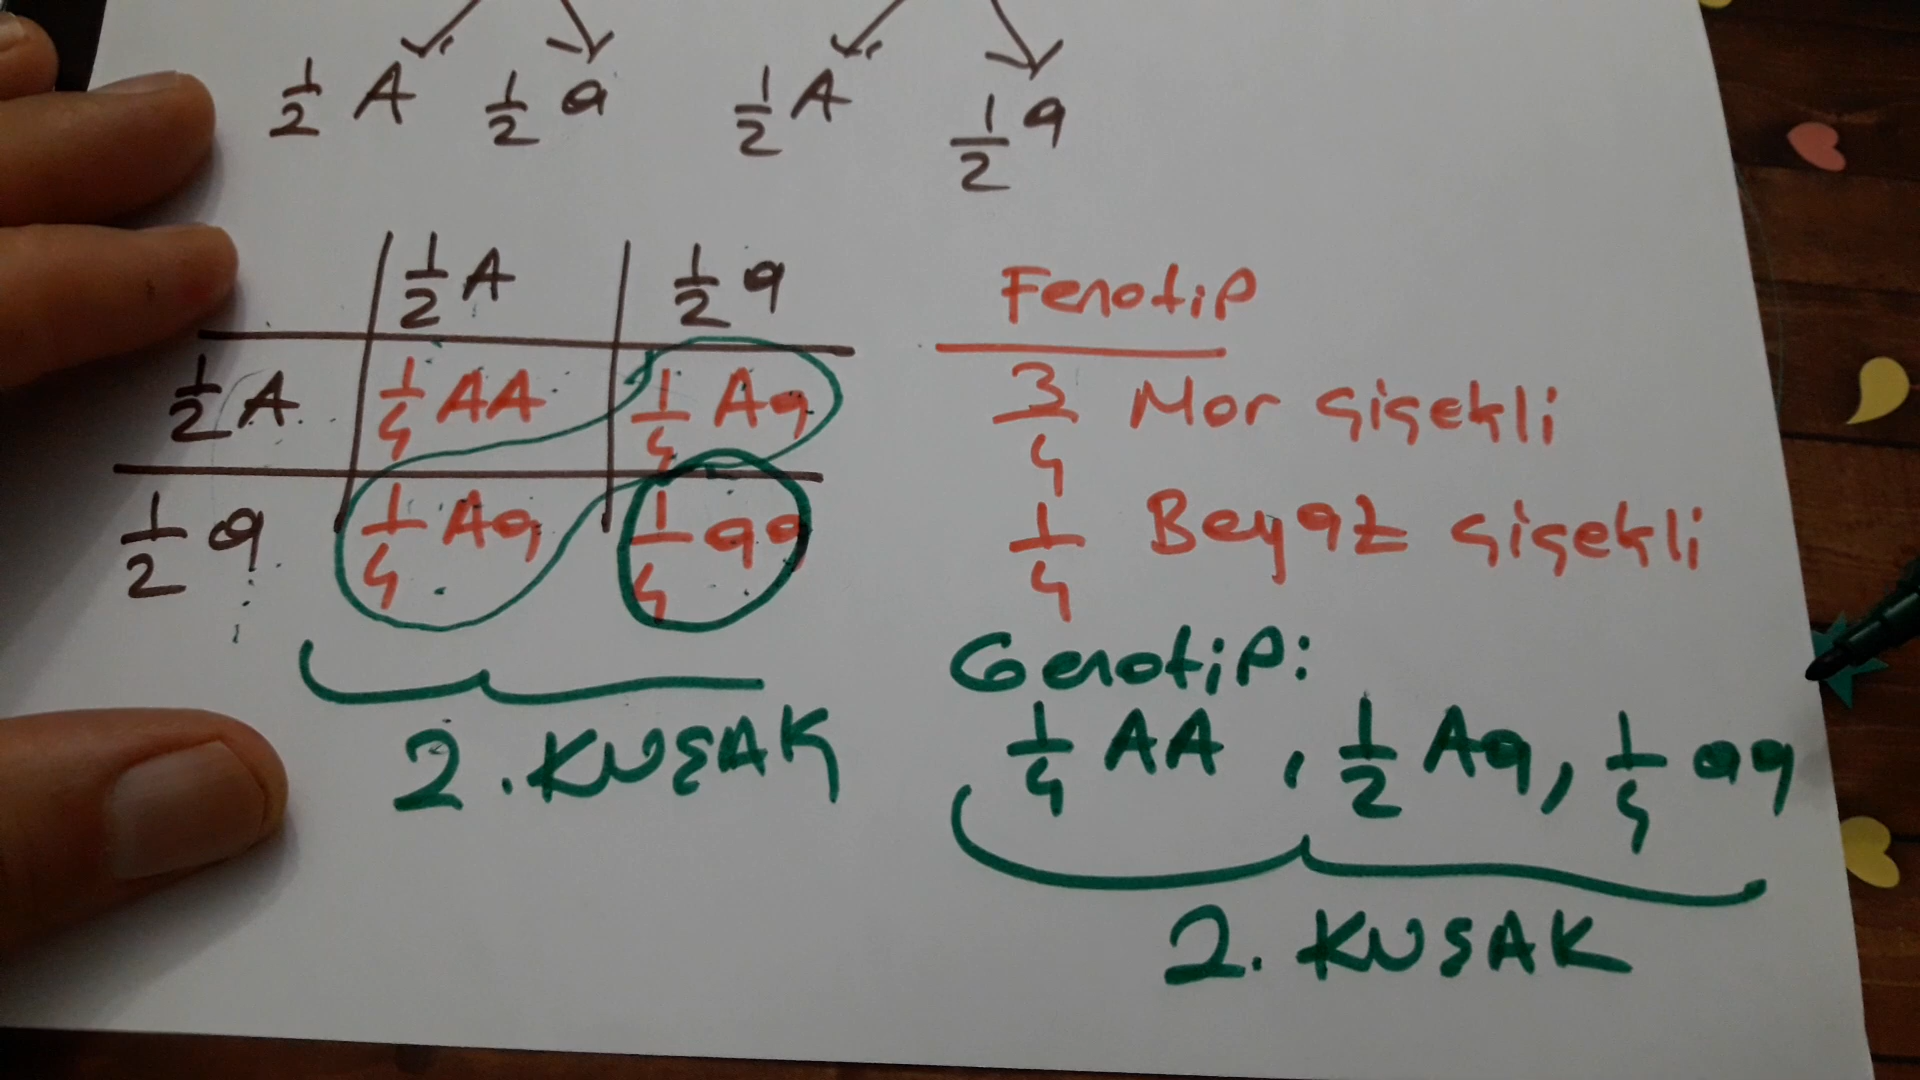 1/2 A 1/2 a 1/2 A 1/2 a
1/2 A 1/2 a
1/2 A 1/4 AA 1/4 Aa
1/2 a 1/4 Aa 1/4 aa
2. KUŞAK
Fenotip
3/4 Mor çiçekli
1/4 Beyaz çiçekli
Genotip:
1/4 AA, 1/2 Aa, 1/4 aa
2. KUŞAK